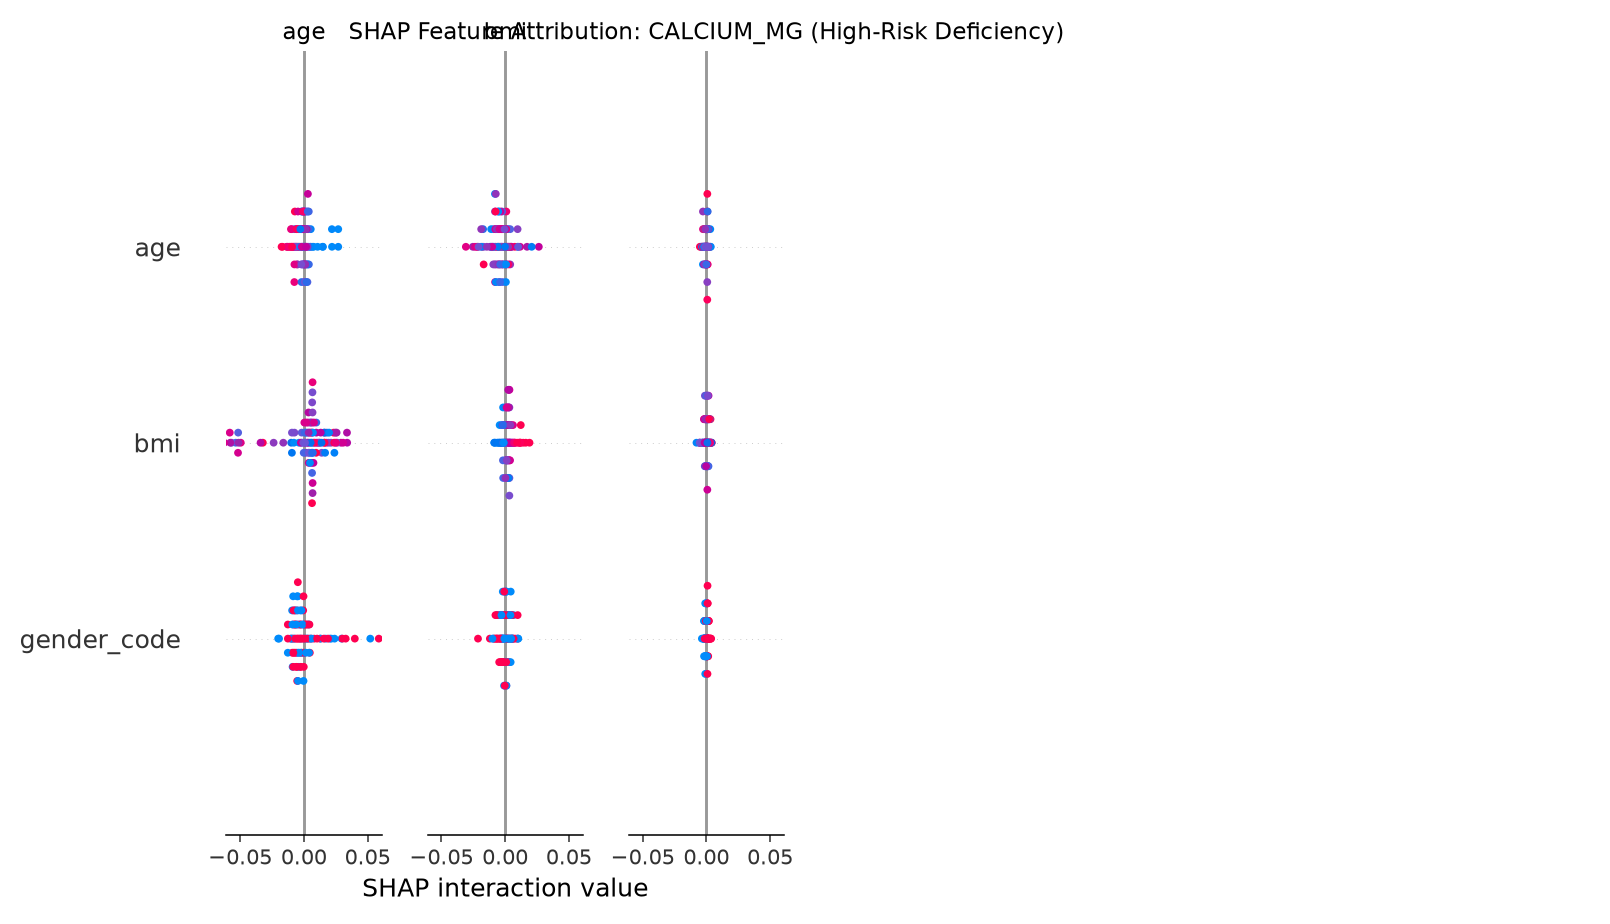 age
SHAP Feature Attribution: CALCIUM_MG (High-Risk Deficiency)
bmi
age
bmi
gender_code
−0.05 0.00 0.05 −0.05 0.00 0.05 −0.05 0.00 0.05
SHAP interaction value